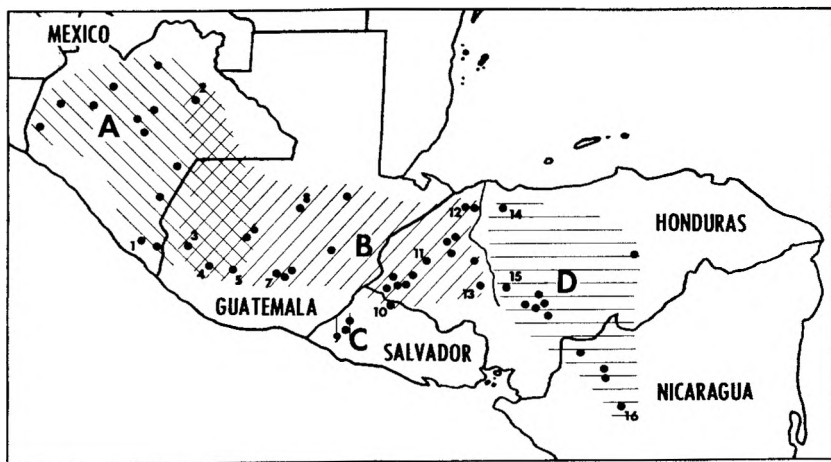 MEXICO
2
A
8
12
14
HONDURAS
1
3
B
11
4
5
7
15
D
13
GUATEMALA
10
9
C
SALVADOR
NICARAGUA
16